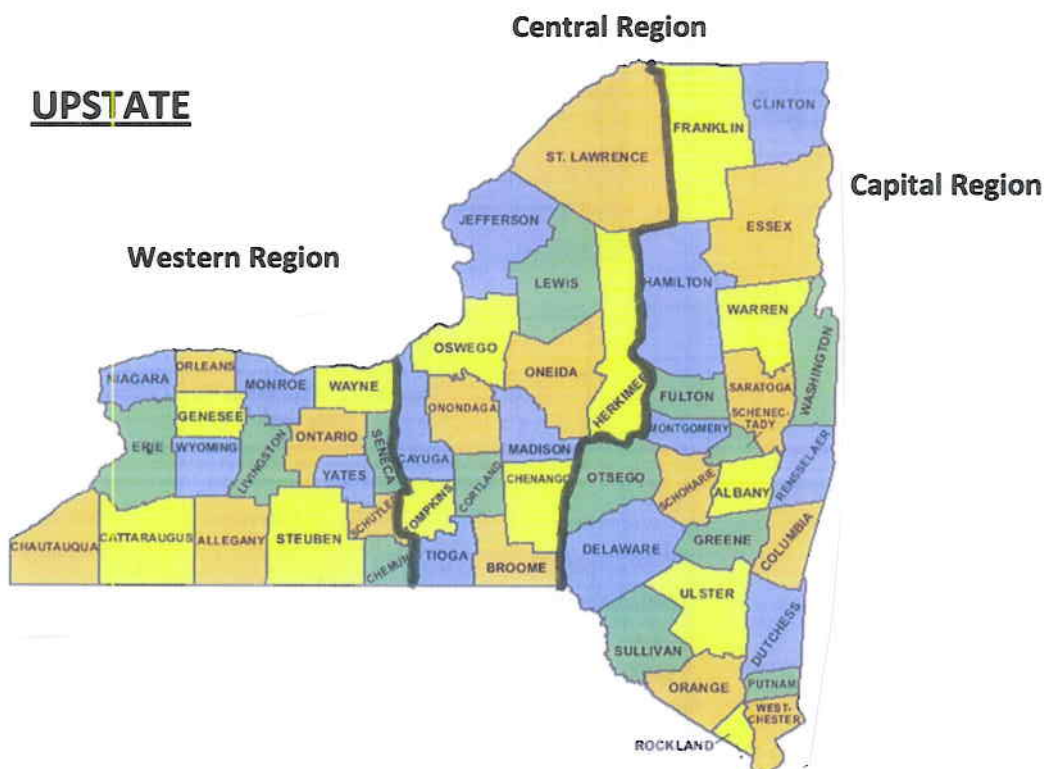 Central Region
UPSTATE
Capital Region
Western Region
CLINTON
FRANKLIN
ST. LAWRENCE
ESSEX
JEFFERSON
LEWIS
HAMILTON
WARREN
WASHINGTON
OSWEGO
ONEIDA
HERKIMER
NIAGARA
ORLEANS
MONROE
WAYNE
GENESEE
ONONDAGA
FULTON
SARATOGA
SCHENEC-
TADY
MONTGOMERY
ERIE
WYOMING
LIVINGSTON
ONTARIO
YATES
SENECA
CAYUGA
MADISON
CORTLAND
CHENANGO
OTSEGO
SCHOHARIE
ALBANY
RENSSELAER
CHAUTAUQUA
CATTARAUGUS
ALLEGANY
STEUBEN
SCHUYLER
TOMPKINS
CHEMUN
TIOGA
BROOME
DELAWARE
GREENE
COLUMBIA
ULSTER
DUTCHESS
SULLIVAN
ORANGE
PUTNAM
WEST-
CHESTER
ROCKLAND